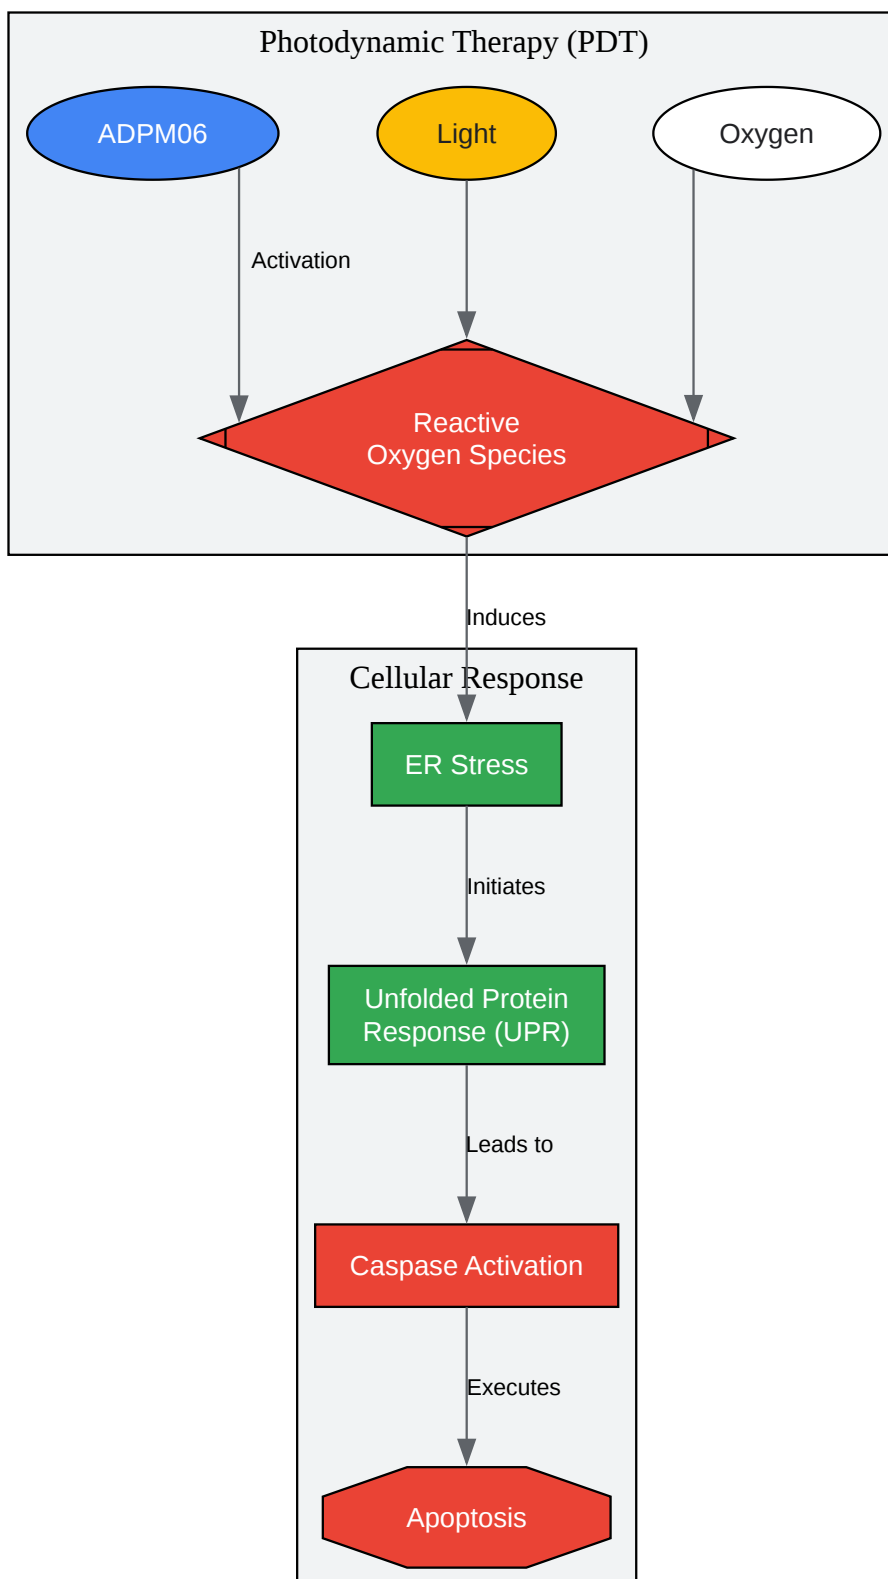 Photodynamic Therapy (PDT)
ADPM06
Light
Oxygen
Activation
Reactive
Oxygen Species
Induces
Cellular Response
ER Stress
Initiates
Unfolded Protein
Response (UPR)
Leads to
Caspase Activation
Executes
Apoptosis